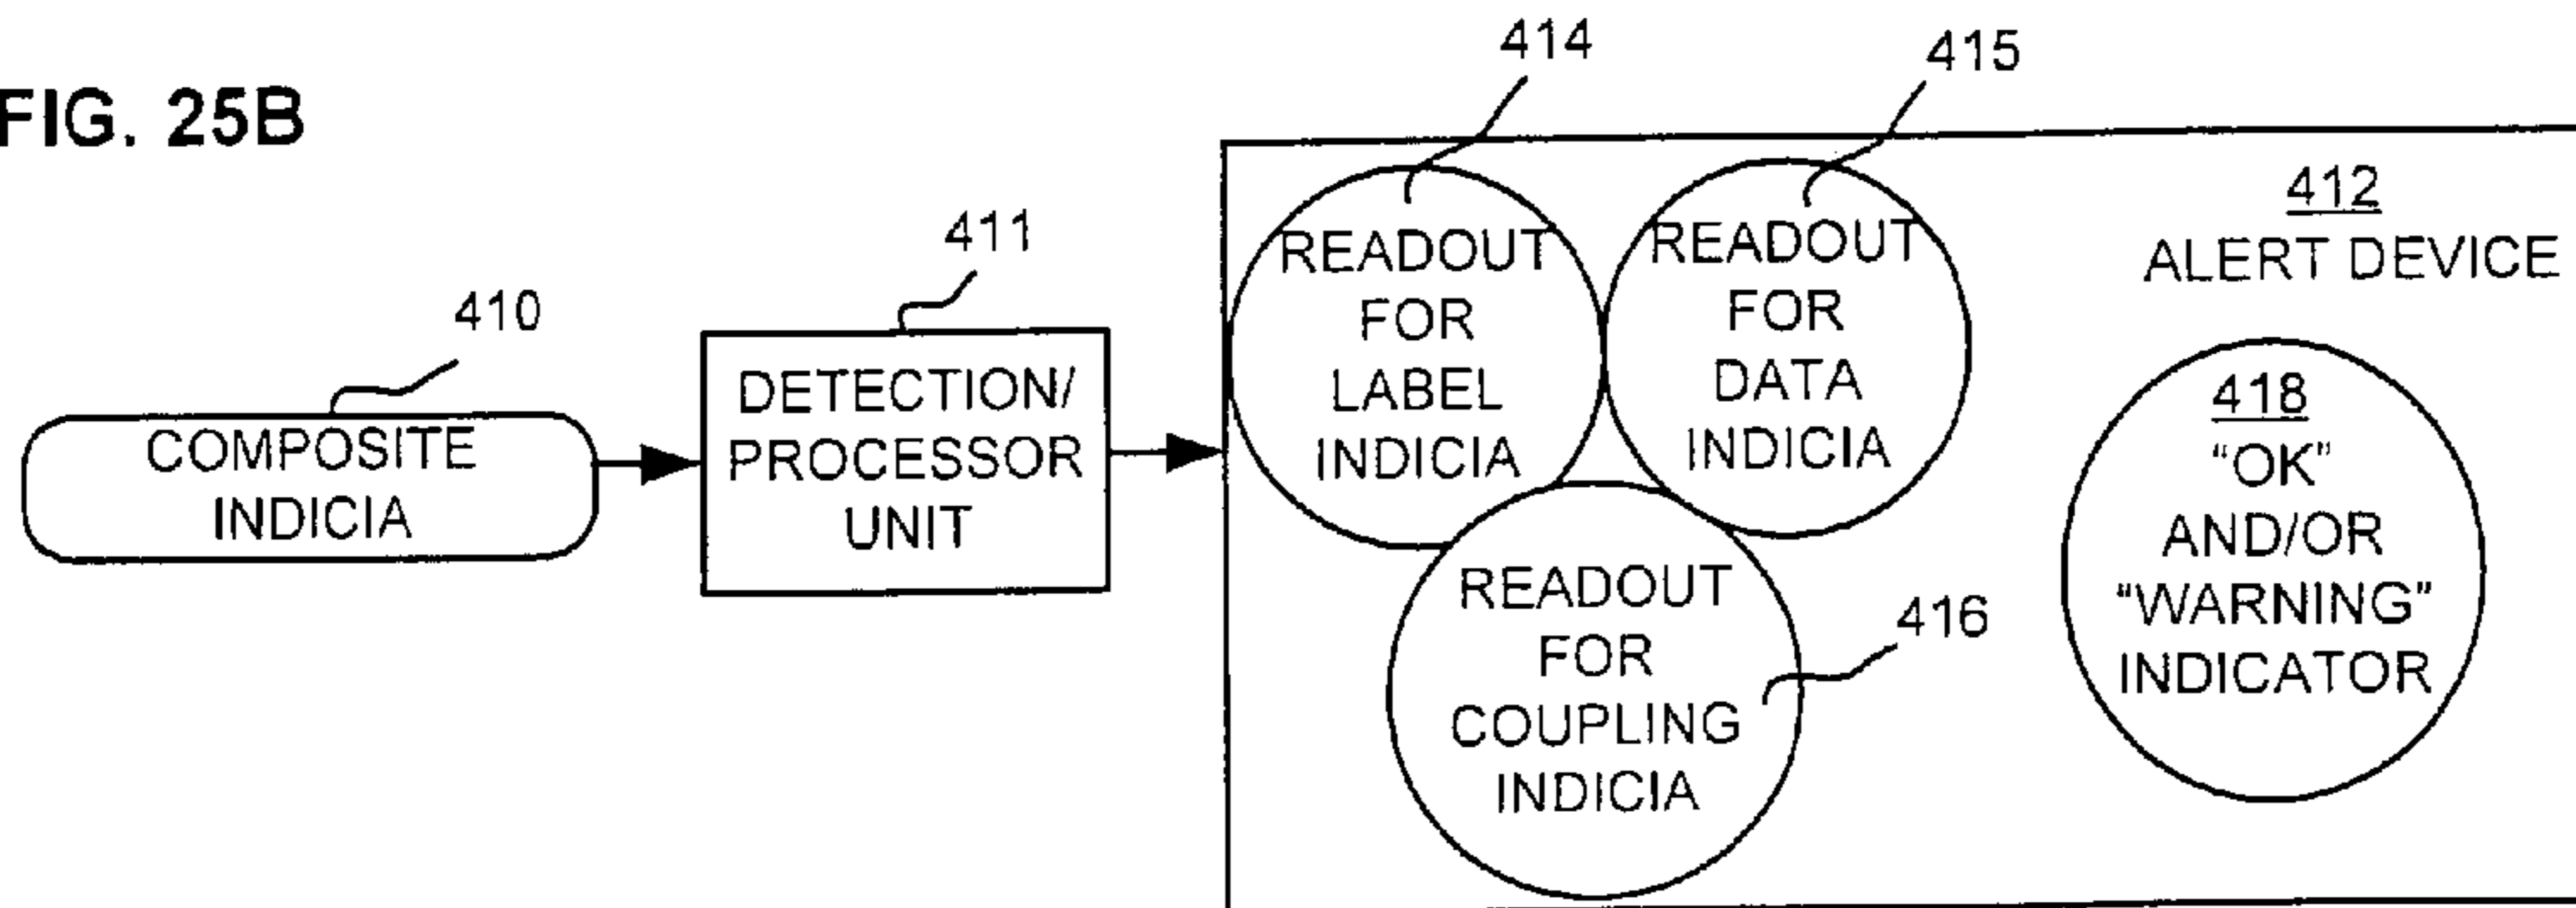 FIG. 25B
410
COMPOSITE
INDICIA
411
DETECTION/
PROCESSOR
UNIT
414
READOUT
FOR
LABEL
INDICIA
415
READOUT
FOR
DATA
INDICIA
READOUT
FOR
COUPLING
INDICIA
416
412
ALERT DEVICE
418
“OK”
AND/OR
“WARNING”
INDICATOR